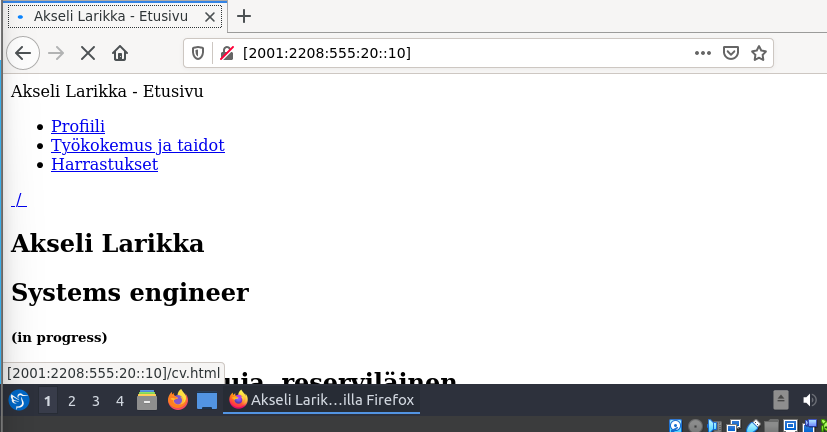 Akseli Larikka - Etusivu
[2001:2208:555:20::10]
Akseli Larikka - Etusivu
Profiili
Työkokemus ja taidot
Harrastukset
/
Akseli Larikka
Systems engineer
(in progress)
reserviläinen
[2001:2208:555:20::10]/cv.html
1 2 3 4 Akseli Larik...illa Firefox